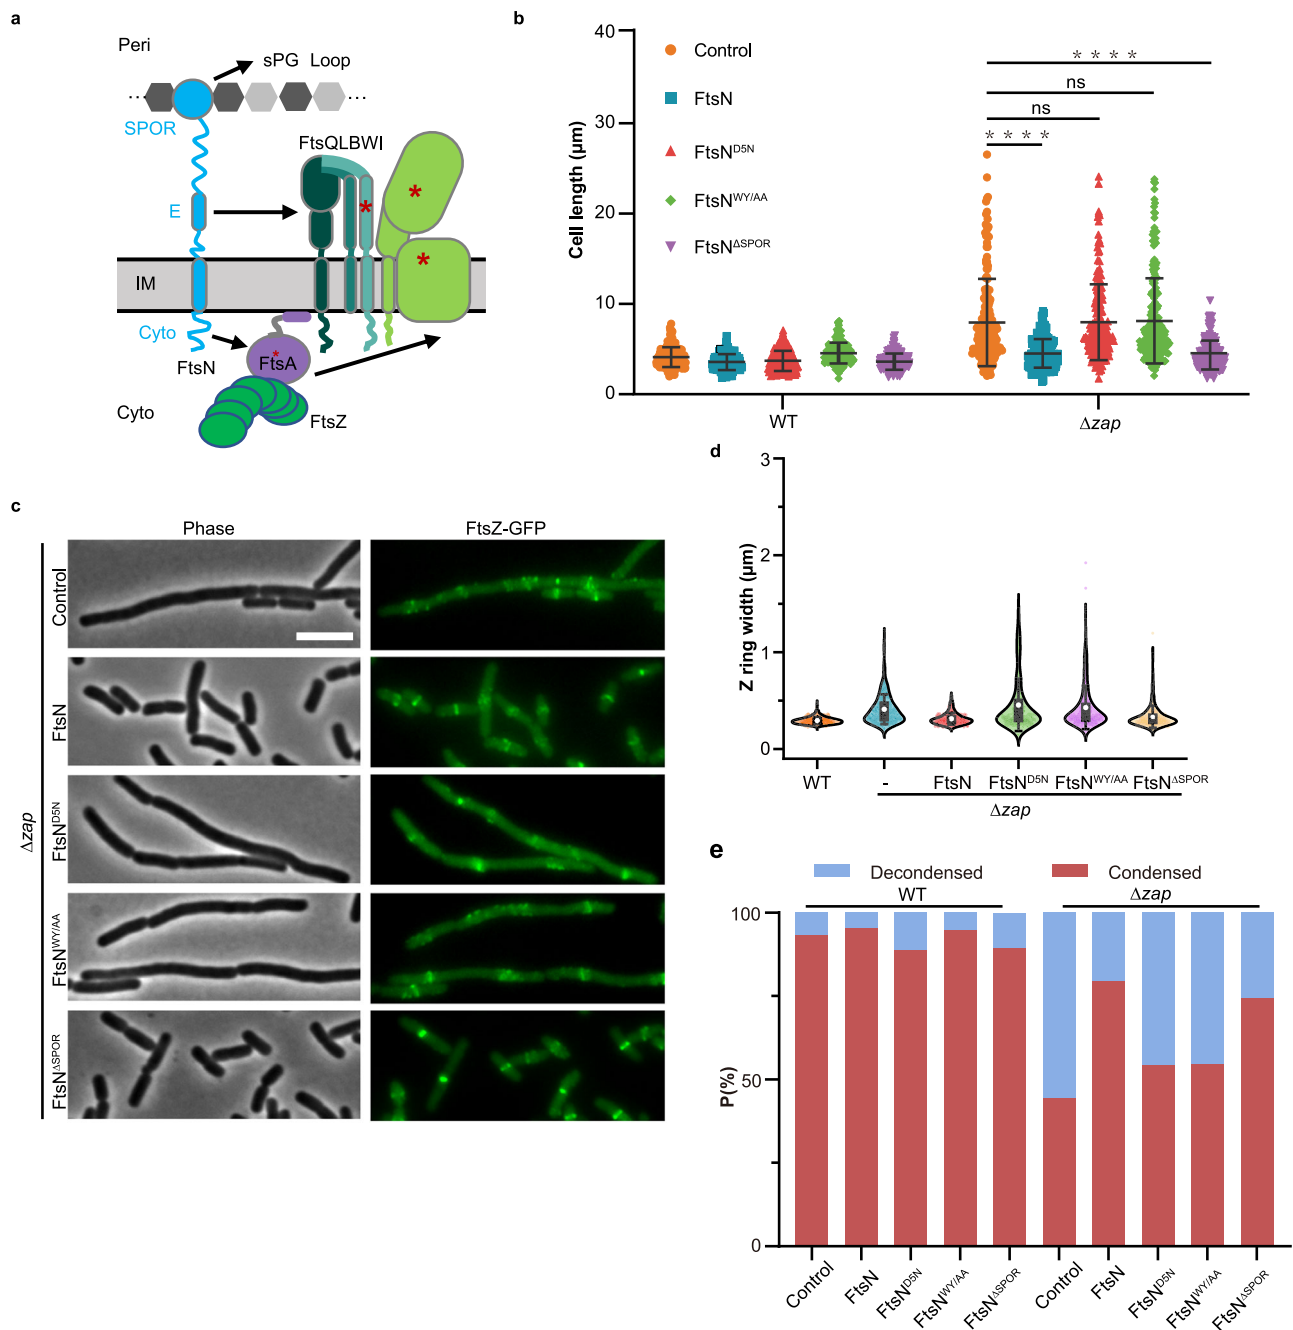 a
Peri
sPG Loop
...
...
SPOR
FtsQLBWI
*
*
E
*
IM
Cyto
FtsN
*
FtsA
Cyto
FtsZ
b
Cell length (μm)
40
30
20
10
0
Control
FtsN
FtsN^D5N
FtsN^WY/AA
FtsN^ΔSPOR
* * * *
ns
ns
* * * *
WT
Δzap
c
Phase FtsZ-GFP
Δzap
Control
FtsN
FtsN^D5N
FtsN^WY/AA
FtsN^ΔSPOR
d
Z ring width (μm)
3
2
1
0
WT - FtsN FtsN^D5N FtsN^WY/AA FtsN^ΔSPOR
Δzap
e
Decondensed Condensed
WT Δzap
P(%)
100
50
0
Control FtsN FtsN^D5N FtsN^WY/AA FtsN^ΔSPOR Control FtsN FtsN^D5N FtsN^WY/AA FtsN^ΔSPOR